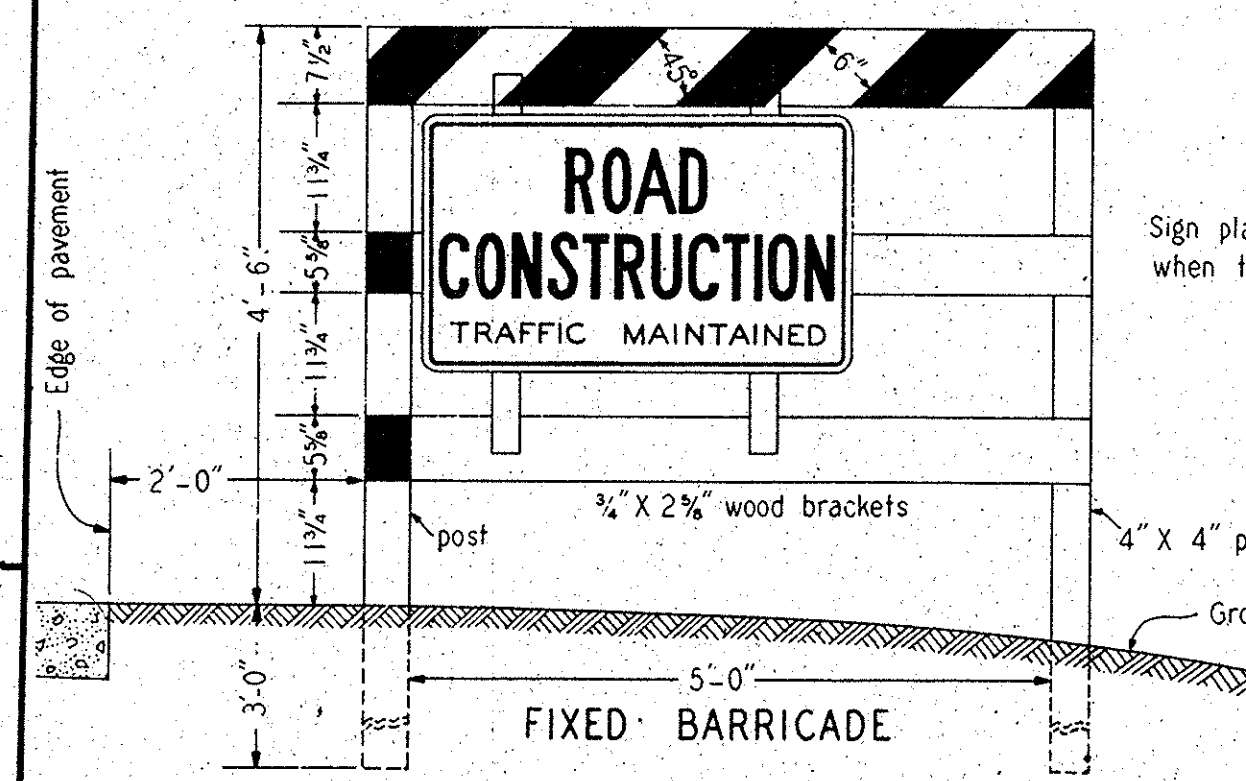 7½"
45°
6"
11¾"
ROAD
CONSTRUCTION
TRAFFIC MAINTAINED
Edge of pavement
4'-6"
5⅝"
11¾"
5⅝"
11¾"
Sign
when
2'-0"
¾" X 2⅝" wood brackets
post
4" X 4"
3'-0"
5'-0"
FIXED BARRICADE